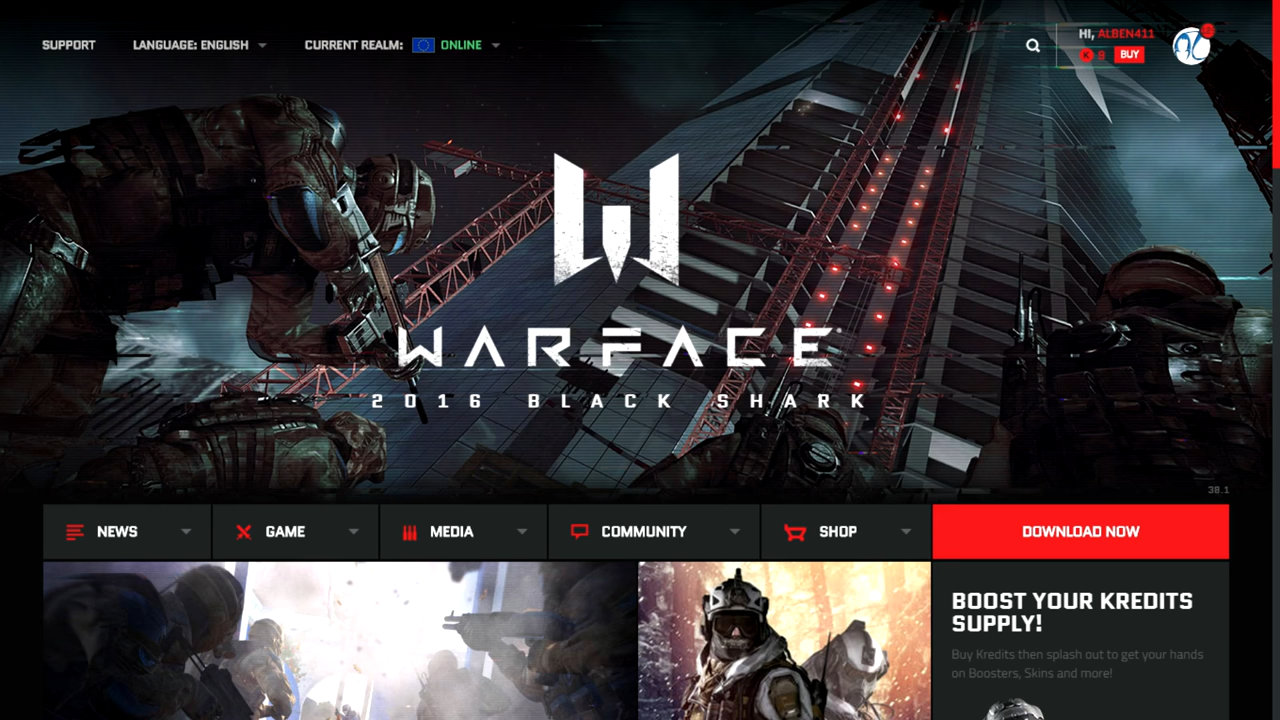 SUPPORT
LANGUAGE: ENGLISH
CURRENT REALM: ONLINE
HI, ALBEN411
8 BUY
WARFACE
2016 BLACK SHARK
38.1
NEWS
GAME
MEDIA
COMMUNITY
SHOP
DOWNLOAD NOW
BOOST YOUR KREDITS
SUPPLY!
Buy Kredits then splash out to get your hands
on Boosters, Skins and more!